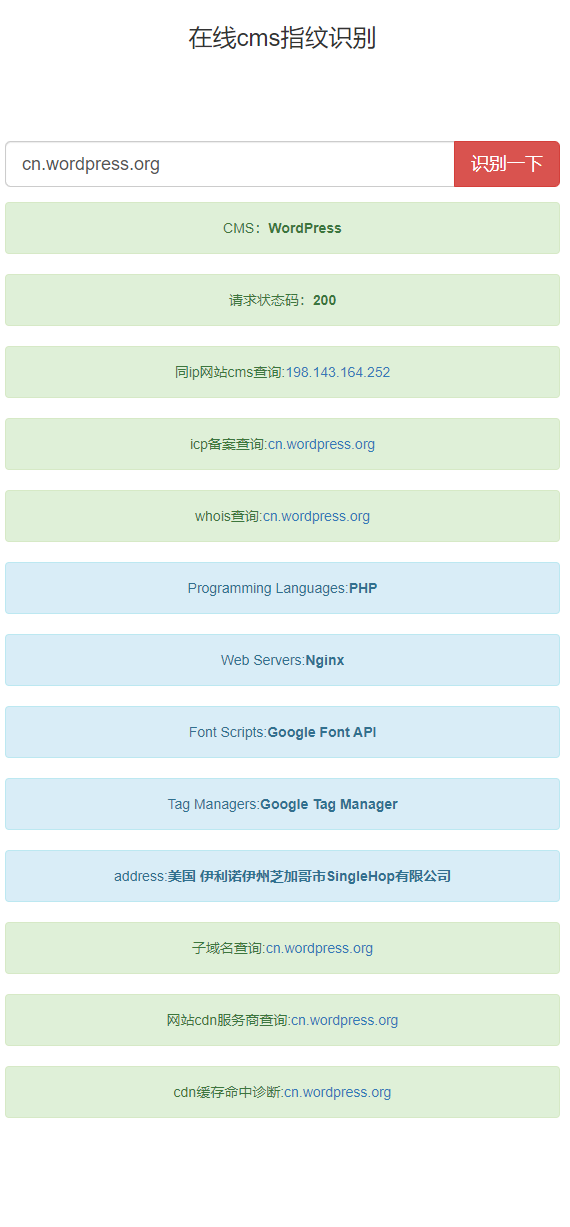 在线cms指纹识别
cn.wordpress.org 识别一下
CMS：WordPress
请求状态码：200
同ip网站cms查询:198.143.164.252
icp备案查询:cn.wordpress.org
whois查询:cn.wordpress.org
Programming Languages:PHP
Web Servers:Nginx
Font Scripts:Google Font API
Tag Managers:Google Tag Manager
address:美国 伊利诺伊州芝加哥市SingleHop有限公司
子域名查询:cn.wordpress.org
网站cdn服务商查询:cn.wordpress.org
cdn缓存命中诊断:cn.wordpress.org